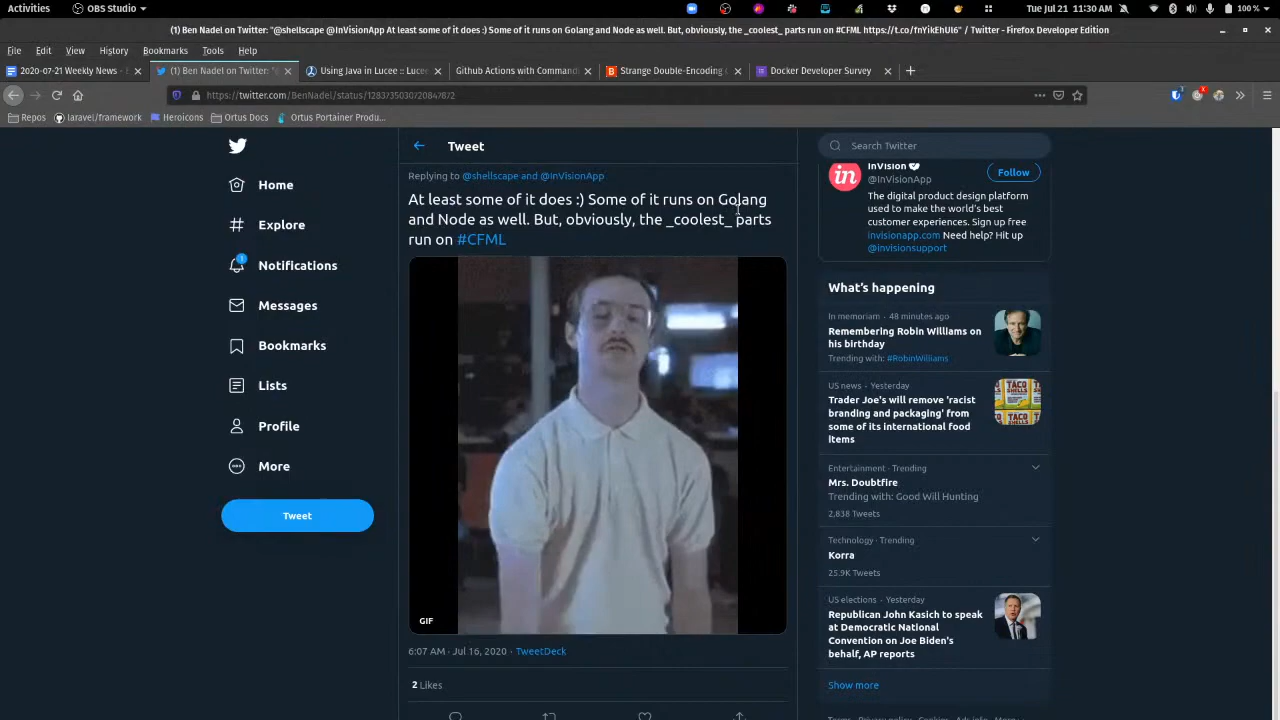 Activities
OBS Studio
Tue Jul 21 11:30 AM
100 %
(1) Ben Nadel on Twitter: "@shellscape @InVisionApp At least some of it does :) Some of it runs on Golang and Node as well. But, obviously, the _coolest_ parts run on #CFML https://t.co/fnYikEhUI6" / Twitter - Firefox Developer Edition
File Edit View History Bookmarks Tools Help
2020-07-21 Weekly News -
(1) Ben Nadel on Twitter: "
Using Java in Lucee :: Luce
Github Actions with Command
Strange Double-Encoding
Docker Developer Survey
https://twitter.com/BenNadel/status/1283735030720847872
Repos
laravel/framework
Heroicons
Ortus Docs
Ortus Portainer Produ...
Home
Explore
1
Notifications
Messages
Bookmarks
Lists
Profile
More
Tweet
Tweet
Replying to @shellscape and @InVisionApp
At least some of it does :) Some of it runs on Golang
and Node as well. But, obviously, the _coolest_ parts
run on #CFML
GIF
6:07 AM · Jul 16, 2020 · TweetDeck
2 Likes
Search Twitter
in
InVision
@InVisionApp
Follow
The digital product design platform
used to make the world's best
customer experiences. Sign up free
invisionapp.com Need help? Hit up
@invisionsupport
What's happening
In memoriam · 48 minutes ago
Remembering Robin Williams on
his birthday
Trending with: #RobinWilliams
US news · Yesterday
Trader Joe's will remove 'racist
branding and packaging' from
some of its international food
items
TACO
SHELLS
Entertainment · Trending
Mrs. Doubtfire
Trending with: Good Will Hunting
2,838 Tweets
Technology · Trending
Korra
25.9K Tweets
US elections · Yesterday
Republican John Kasich to speak
at Democratic National
Convention on Joe Biden's
behalf, AP reports
Show more